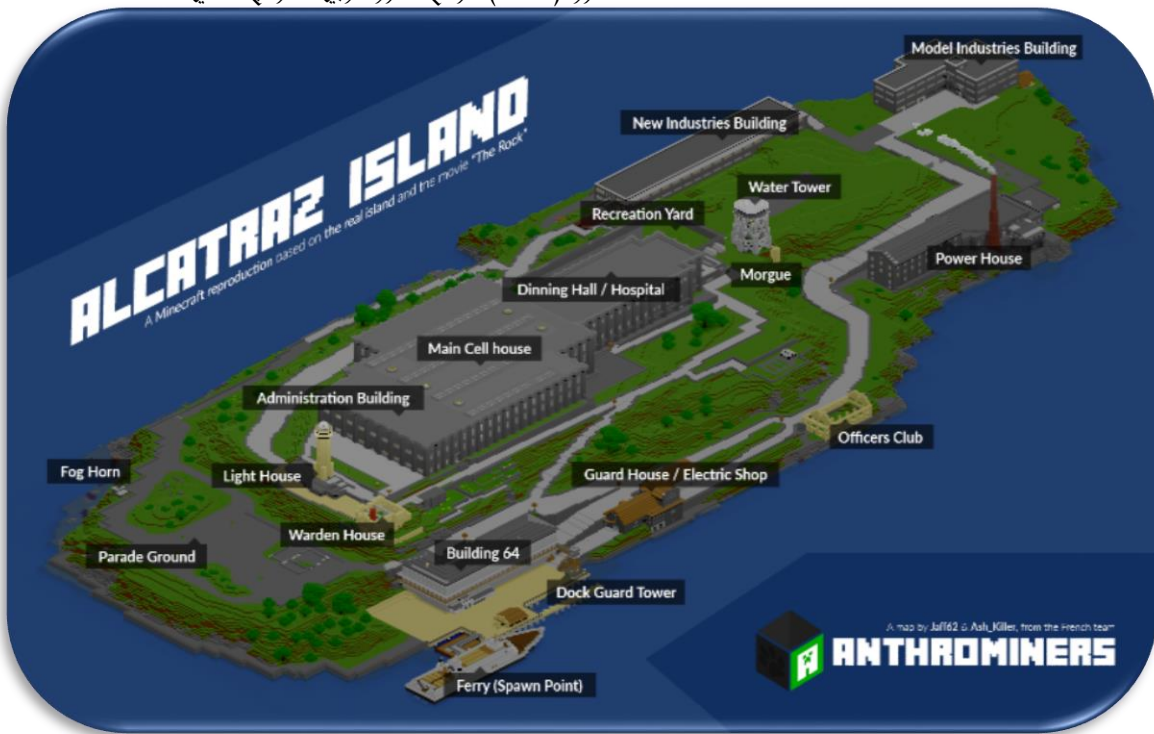 ALCATRAZ ISLAND
A Minecraft reproduction based on the real island and the movie "The Rock"
Model Industries Building
New Industries Building
Water Tower
Recreation Yard
Power House
Morgue
Dinning Hall / Hospital
Main Cell house
Administration Building
Officers Club
Fog Horn
Light House
Guard House / Electric Shop
Warden House
Building 64
Parade Ground
Dock Guard Tower
Ferry (Spawn Point)
A map by Jaff62 & Ash_Killer, from the French team
ANTHROMINERS